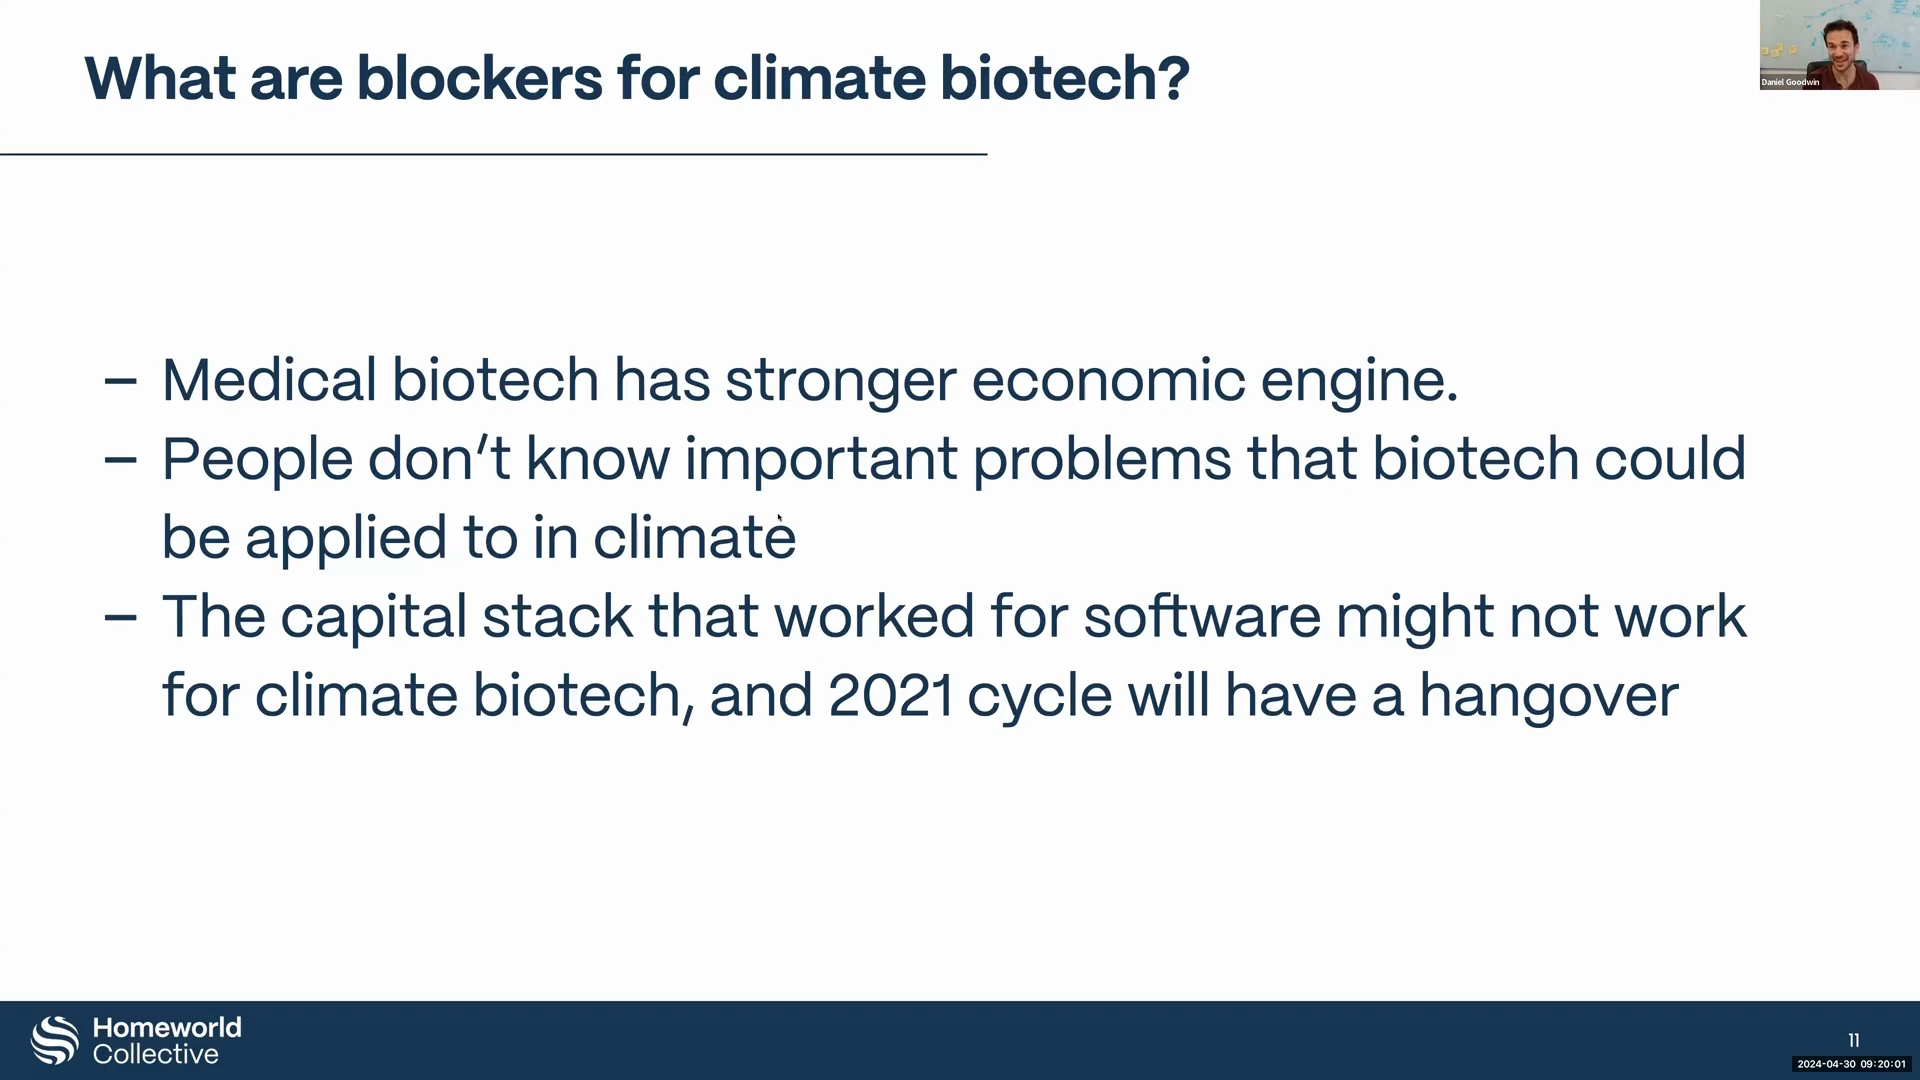 What are blockers for climate biotech?
Daniel Goodwin
– Medical biotech has stronger economic engine.
– People don’t know important problems that biotech could
be applied to in climate
– The capital stack that worked for software might not work
for climate biotech, and 2021 cycle will have a hangover
Homeworld
Collective
11
2024-04-30 09:20:01